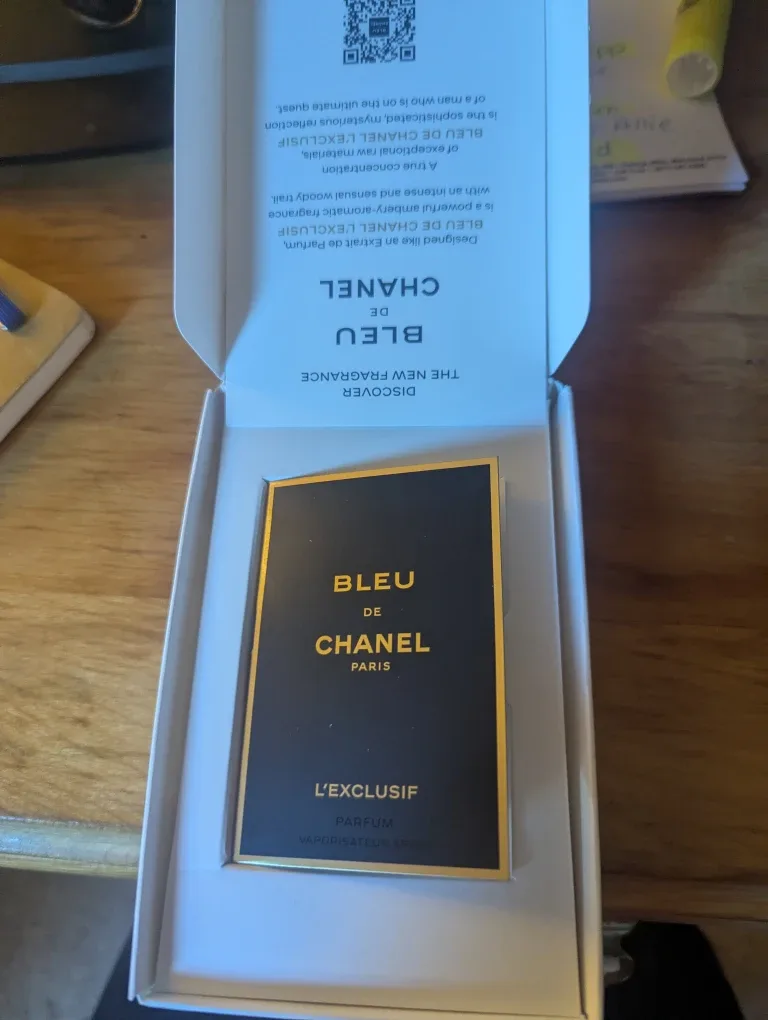 DISCOVER
THE NEW FRAGRANCE
BLEU
DE
CHANEL
Designed like an Extrait de Parfum,
BLEU DE CHANEL L'EXCLUSIF
is a powerful ambery-aromatic fragrance
with an intense and sensual woody trail.
A true concentration
of exceptional raw materials,
BLEU DE CHANEL L'EXCLUSIF
is the sophisticated, mysterious reflection
of a man who is on the ultimate quest.
BLEU
DE
CHANEL
PARIS
L'EXCLUSIF
PARFUM
VAPORISATEUR